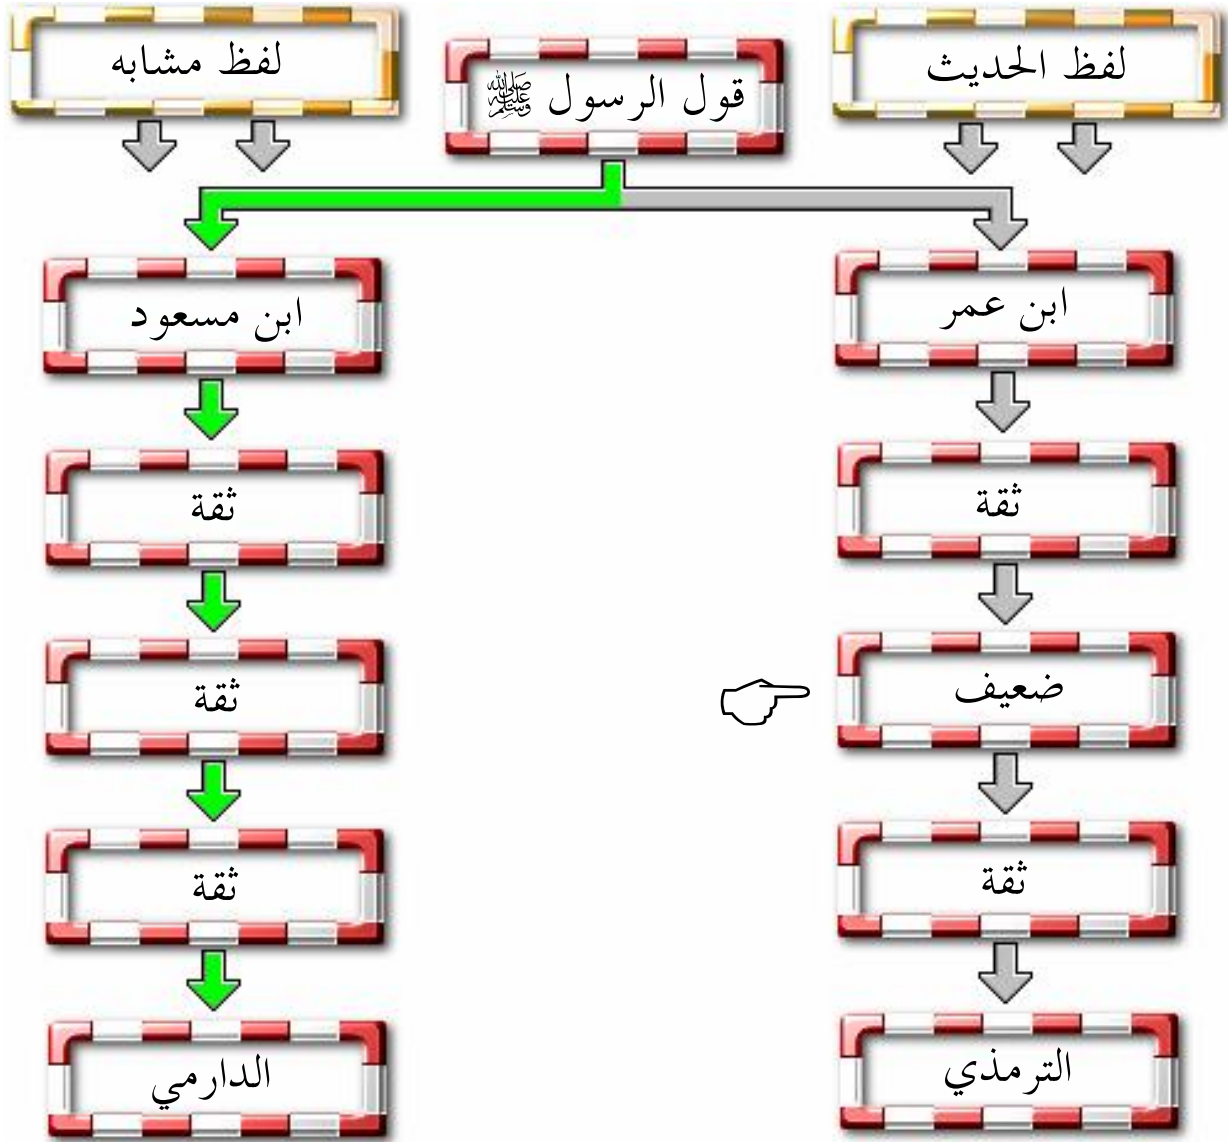 لفظ الحديث
قول الرسول ﷺ
لفظ مشابه
ابن عمر
ابن مسعود
ثقة
ثقة
ضعيف
ثقة
ثقة
ثقة
الترمذي
الدارمي